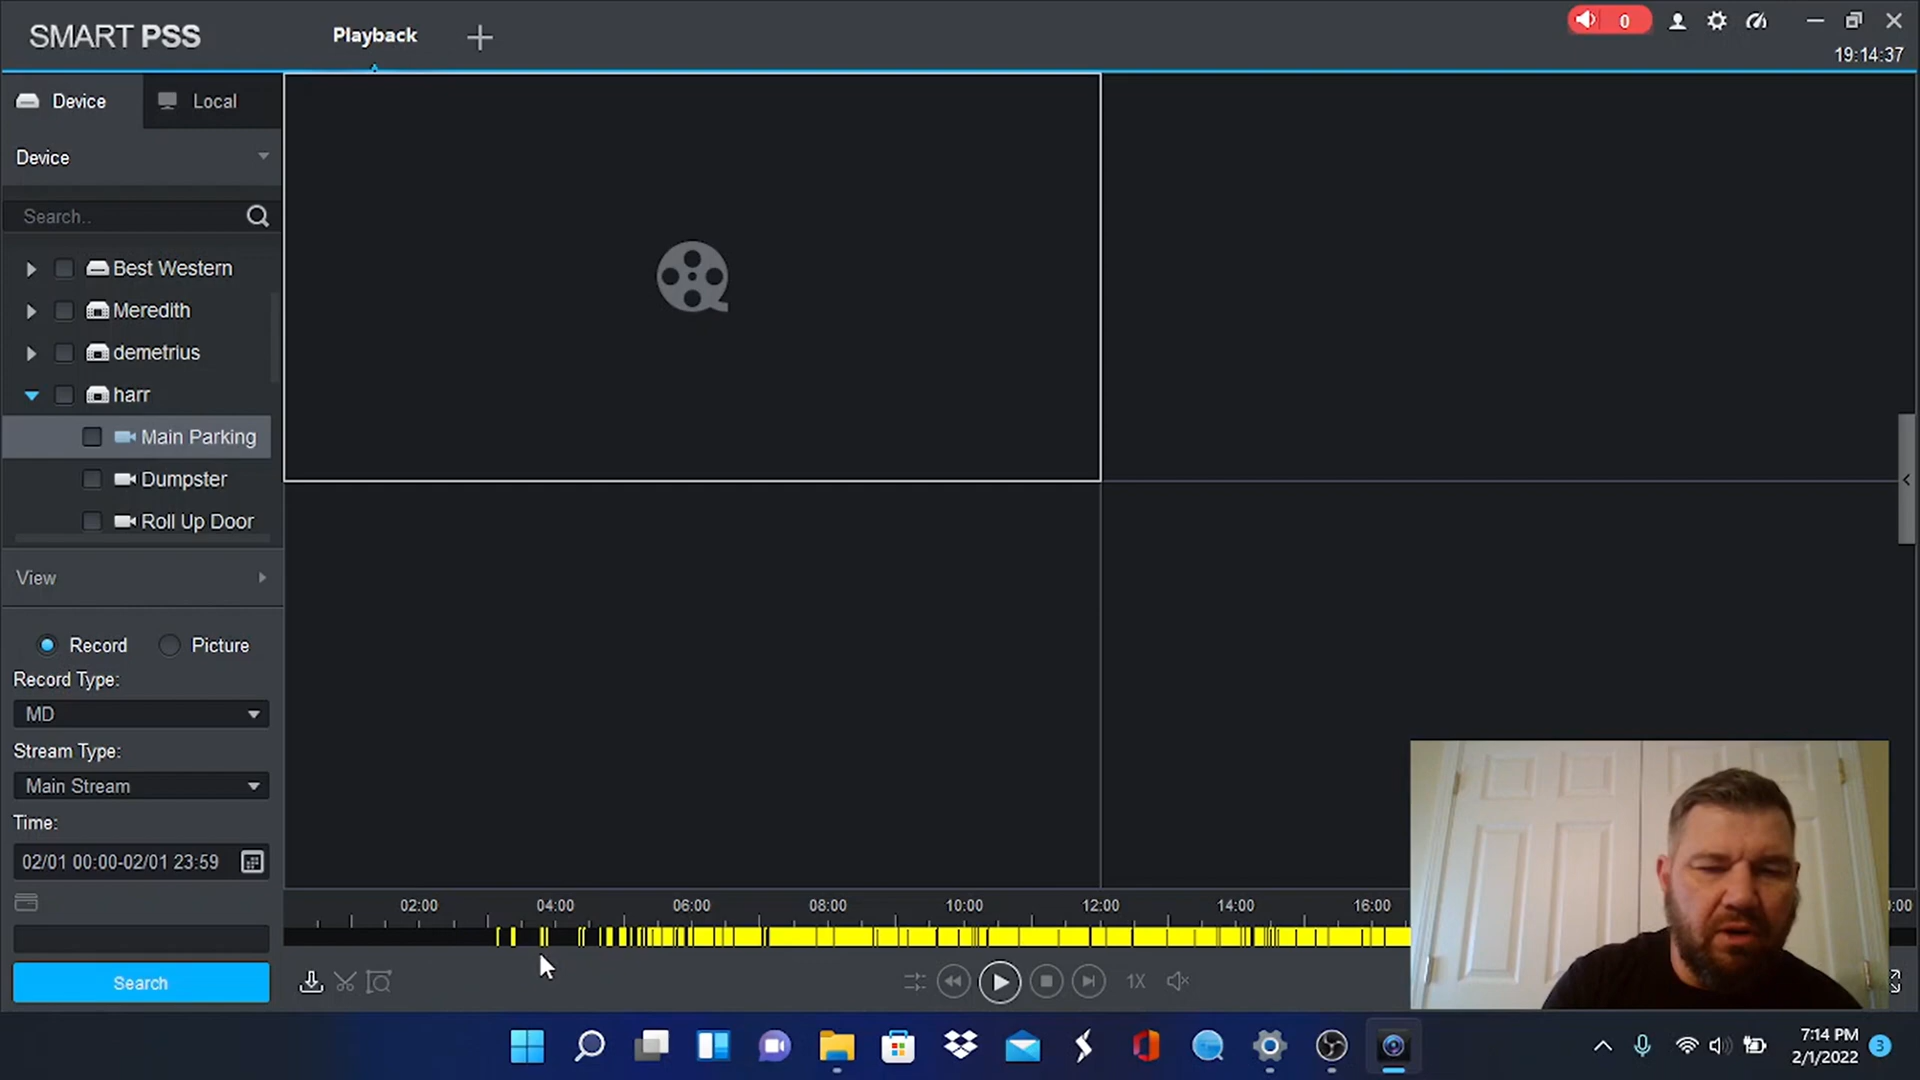 SMART PSS
Playback
0
19:14:37
Device
Local
Device
Search..
Best Western
Meredith
demetrius
harr
Main Parking
Dumpster
Roll Up Door
View
Record
Picture
Record Type:
MD
Stream Type:
Main Stream
Time:
02/01 00:00-02/01 23:59
Search
02:00
04:00
06:00
08:00
10:00
12:00
14:00
16:00
1X
7:14 PM
2/1/2022
3